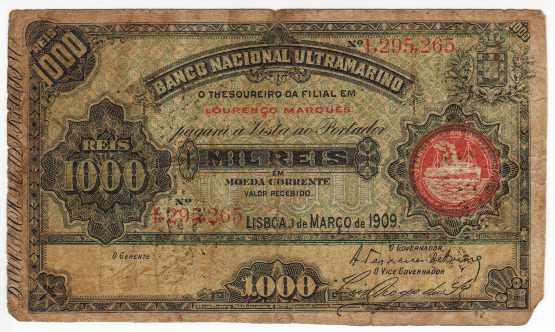 REIS 1000
1000
Nº 1,295,265
BANCO NACIONAL ULTRAMARINO
O THESOUREIRO DA FILIAL EM
LOURENÇO MARQUES
pagará á Vista ao Portador
REIS
1000
MIL REIS
EM
MOEDA CORRENTE
VALOR RECEBIDO.
Nº
1,295,265
LISBOA, 1 de MARÇO de 1909.
O GERENTE
O GOVERNADOR
O VICE GOVERNADOR
1000